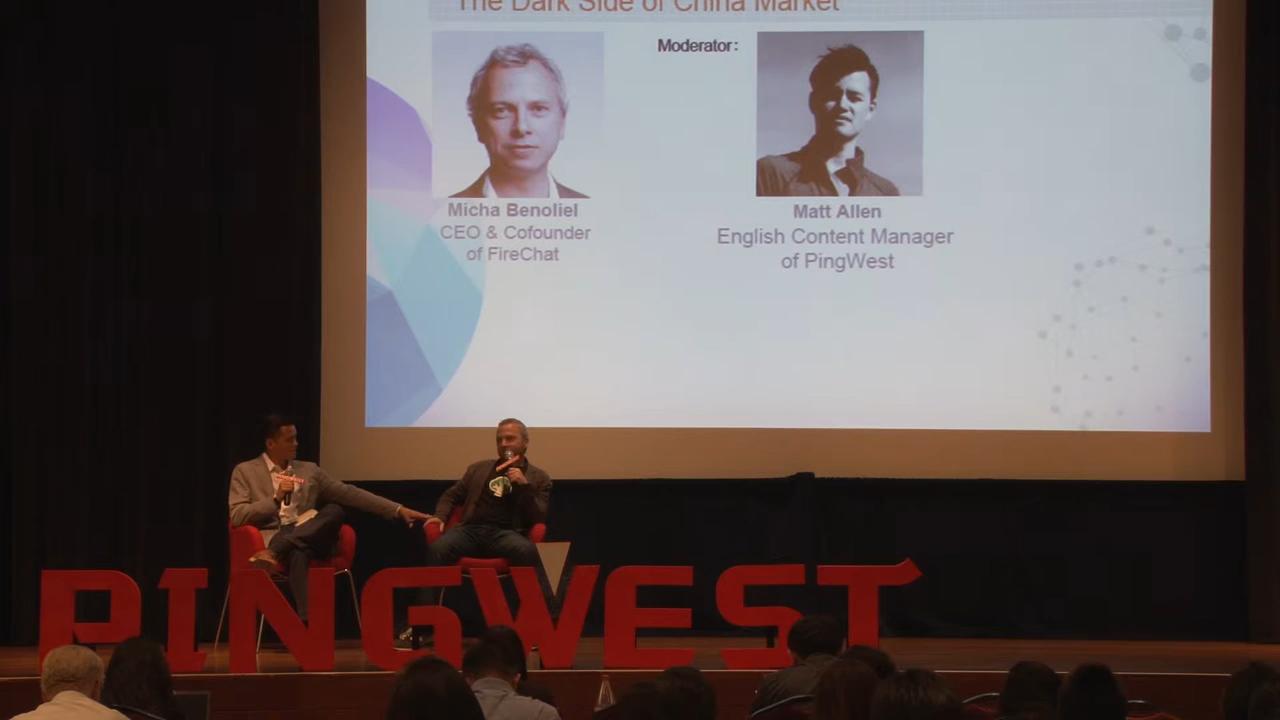 The Dark Side of China Market
Moderator:
Micha Benoliel
CEO & Cofounder
of FireChat
Matt Allen
English Content Manager
of PingWest
PINGWEST